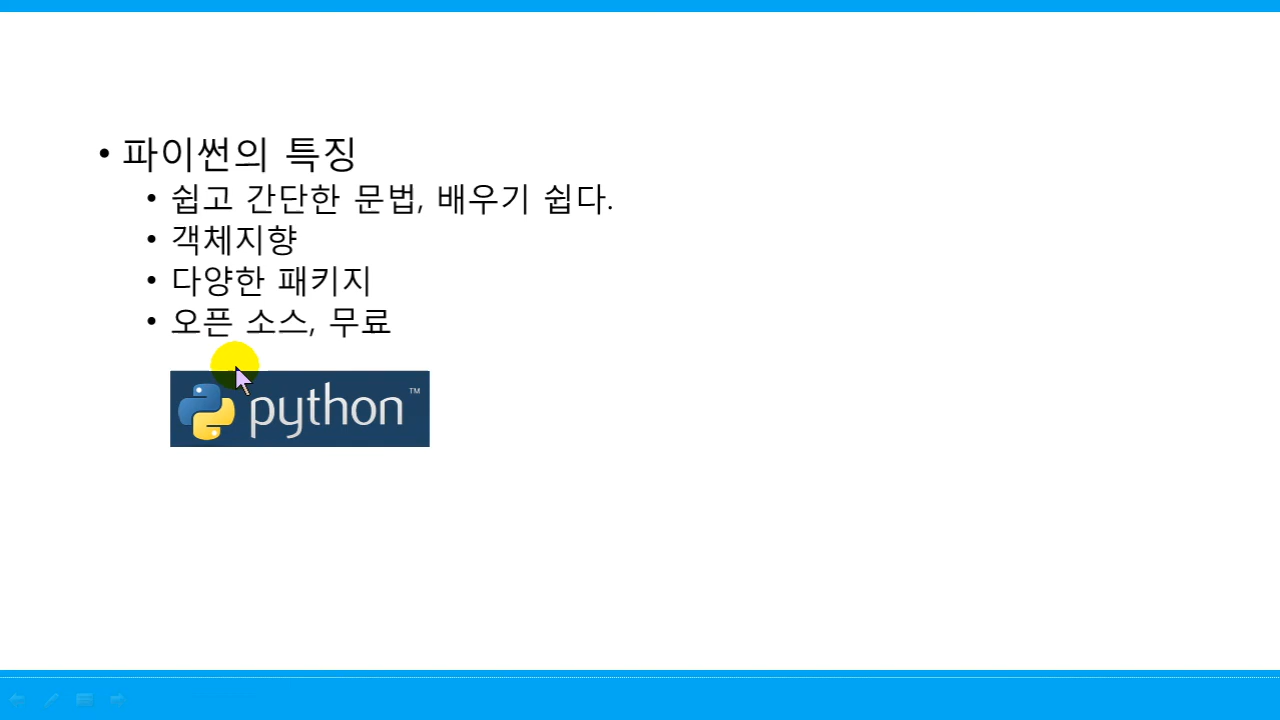 • 파이썬의 특징
• 쉽고 간단한 문법, 배우기 쉽다.
• 객체지향
• 다양한 패키지
• 오픈 소스, 무료
python™